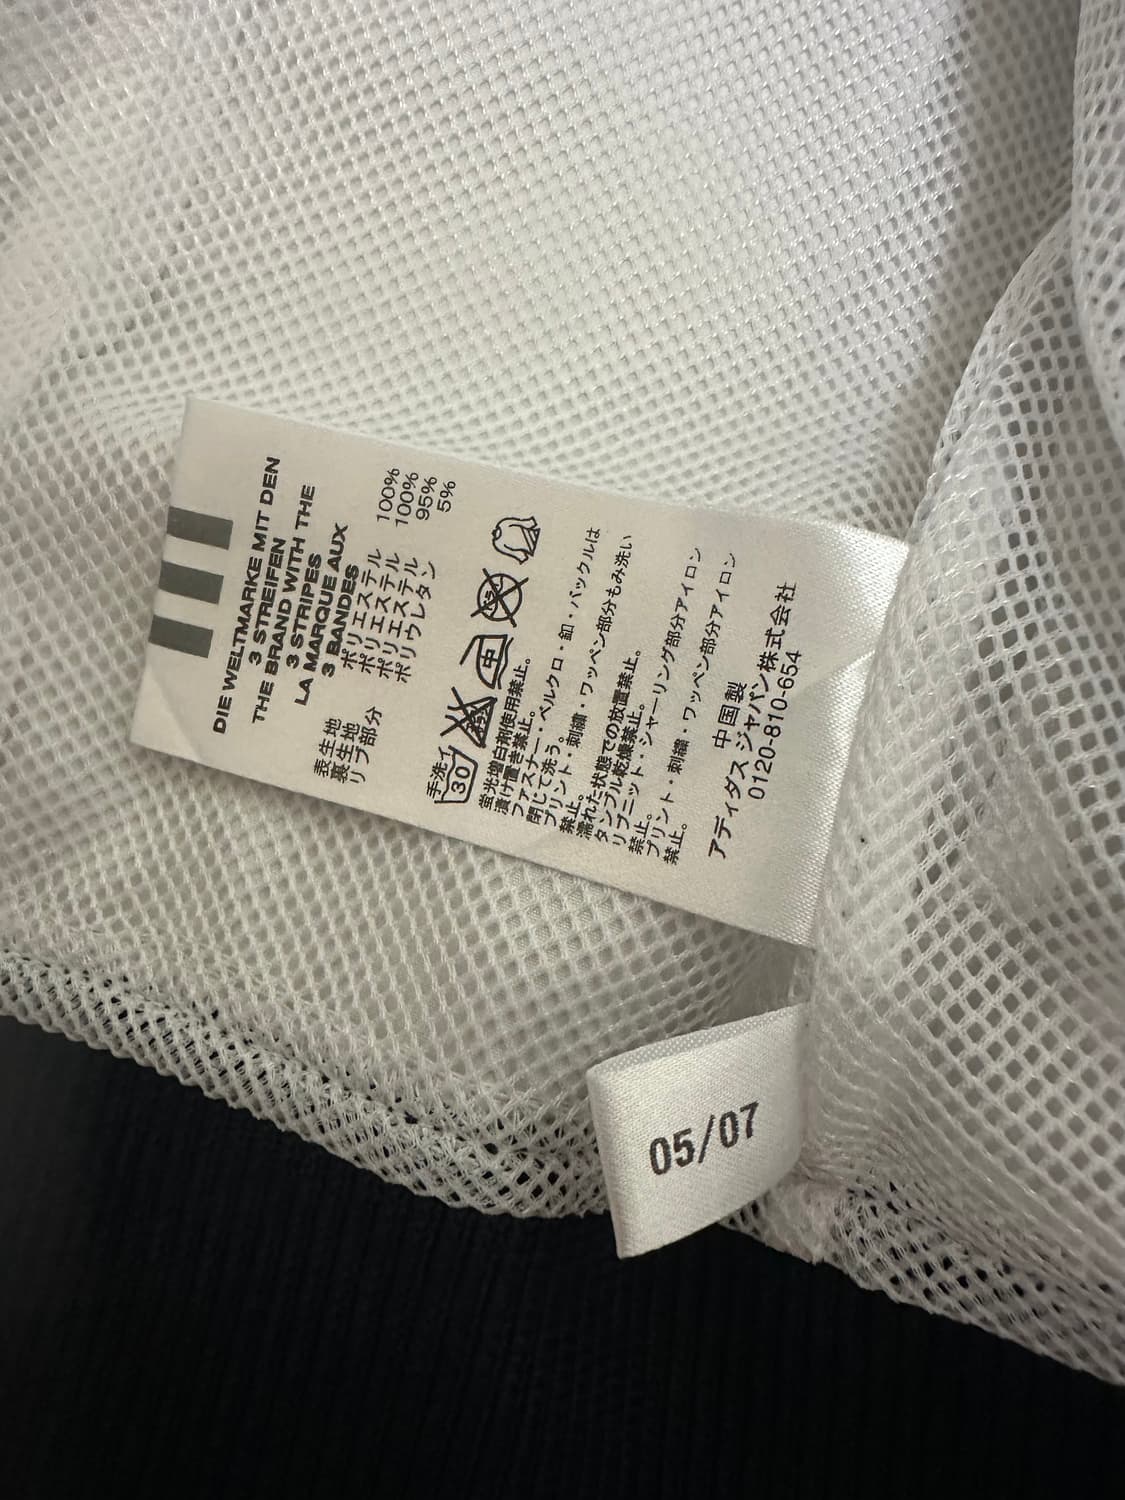 DIE WELTMARKE MIT DEN
3 STREIFEN
THE BRAND WITH THE
3 STRIPES
LA MARQUE AUX
3 BANDES
表生地 ポリエステル 100%
裏生地 ポリエステル 100%
リブ部分 ポリエステル 95%
ポリウレタン 5%
手洗イ
30
中
蛍光増白剤使用禁止。
漬け置き禁止。
ファスナー・ベルクロ・釦・バックルは
閉じて洗う。
プリント・刺繍・ワッペン部分もみ洗い
禁止。
濡れた状態での放置禁止。
タンブル乾燥禁止。
リブニット・シャーリング部分アイロン
禁止。
プリント・刺繍・ワッペン部分アイロン
禁止。
中国製
アディダス ジャパン株式会社
0120-810-654
05/07